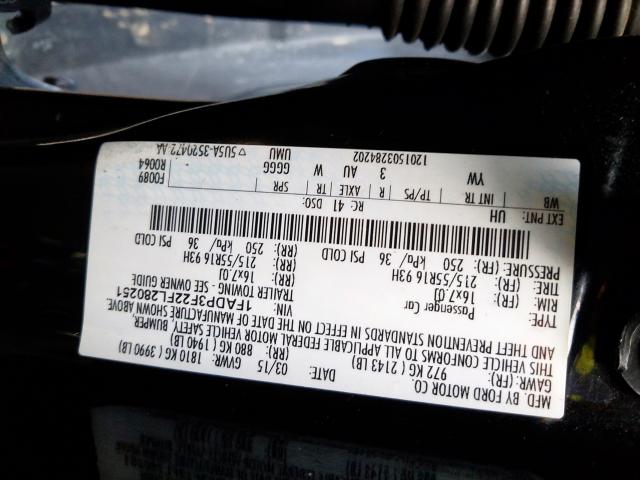 MFD. BY FORD MOTOR CO.
DATE: 03/15 GVWR: 1810 KG ( 3990 LB)
GAWR: (FR) 972 KG ( 2143 LB) (RR) 880 KG ( 1940 LB)
THIS VEHICLE CONFORMS TO ALL APPLICABLE FEDERAL MOTOR VEHICLE SAFETY, BUMPER,
AND THEFT PREVENTION STANDARDS IN EFFECT ON THE DATE OF MANUFACTURE SHOWN ABOVE.
VIN: 1FADP3F22FL280251
TYPE: Passenger Car TRAILER TOWING - SEE OWNER GUIDE
RIM: 16x7.0J 16x7.0J
TIRE: (FR): 215/55R16 93H (RR): 215/55R16 93H
PRESSURE: (FR) 250 kPa/ 36 PSI COLD (RR): 250 kPa/ 36 PSI COLD
EXT PNT: UH RC: 41 DSO: F0089
WB INT TR TP/PS R AXLE TR SPR R0064
YW 3 AU W GGGG UMU
1201503284202
5U5A-3520472-AA